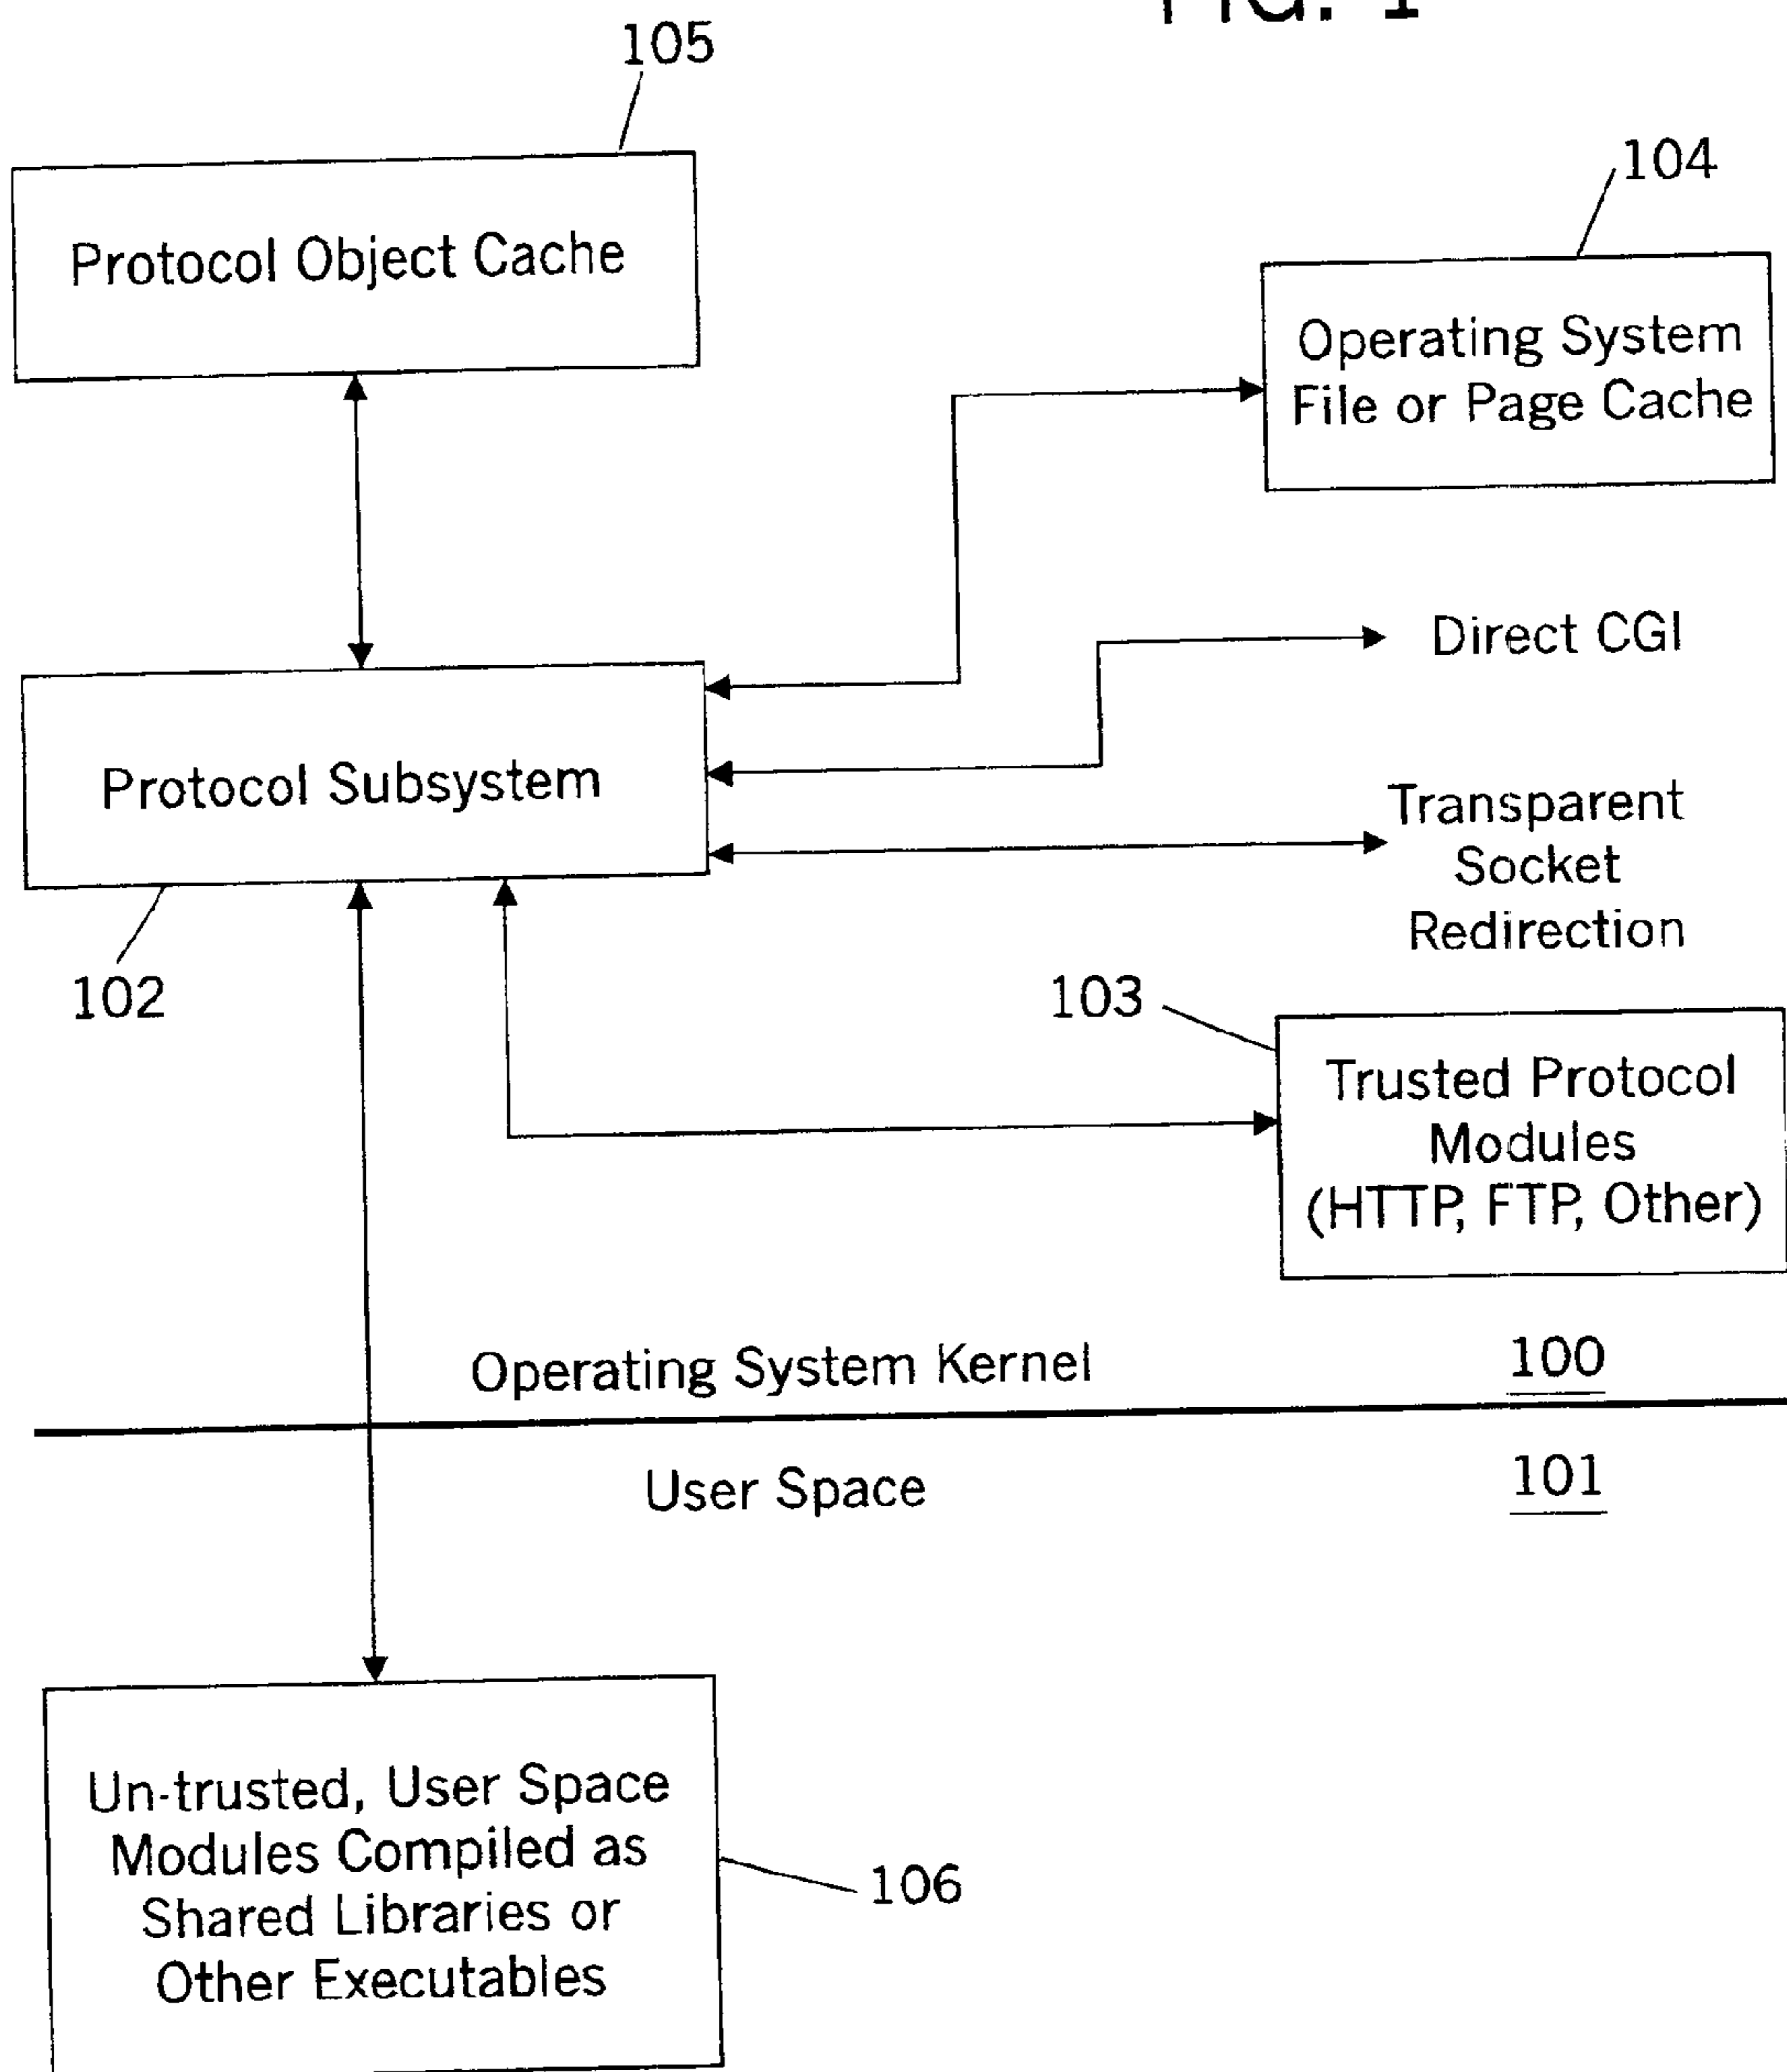 FIG. 1
105
104
Protocol Object Cache
Operating System
File or Page Cache
Direct CGI
Protocol Subsystem
Transparent
Socket
Redirection
102
103
Trusted Protocol
Modules
(HTTP, FTP, Other)
Operating System Kernel
100
User Space
101
Un-trusted, User Space
Modules Compiled as
Shared Libraries or
Other Executables
106